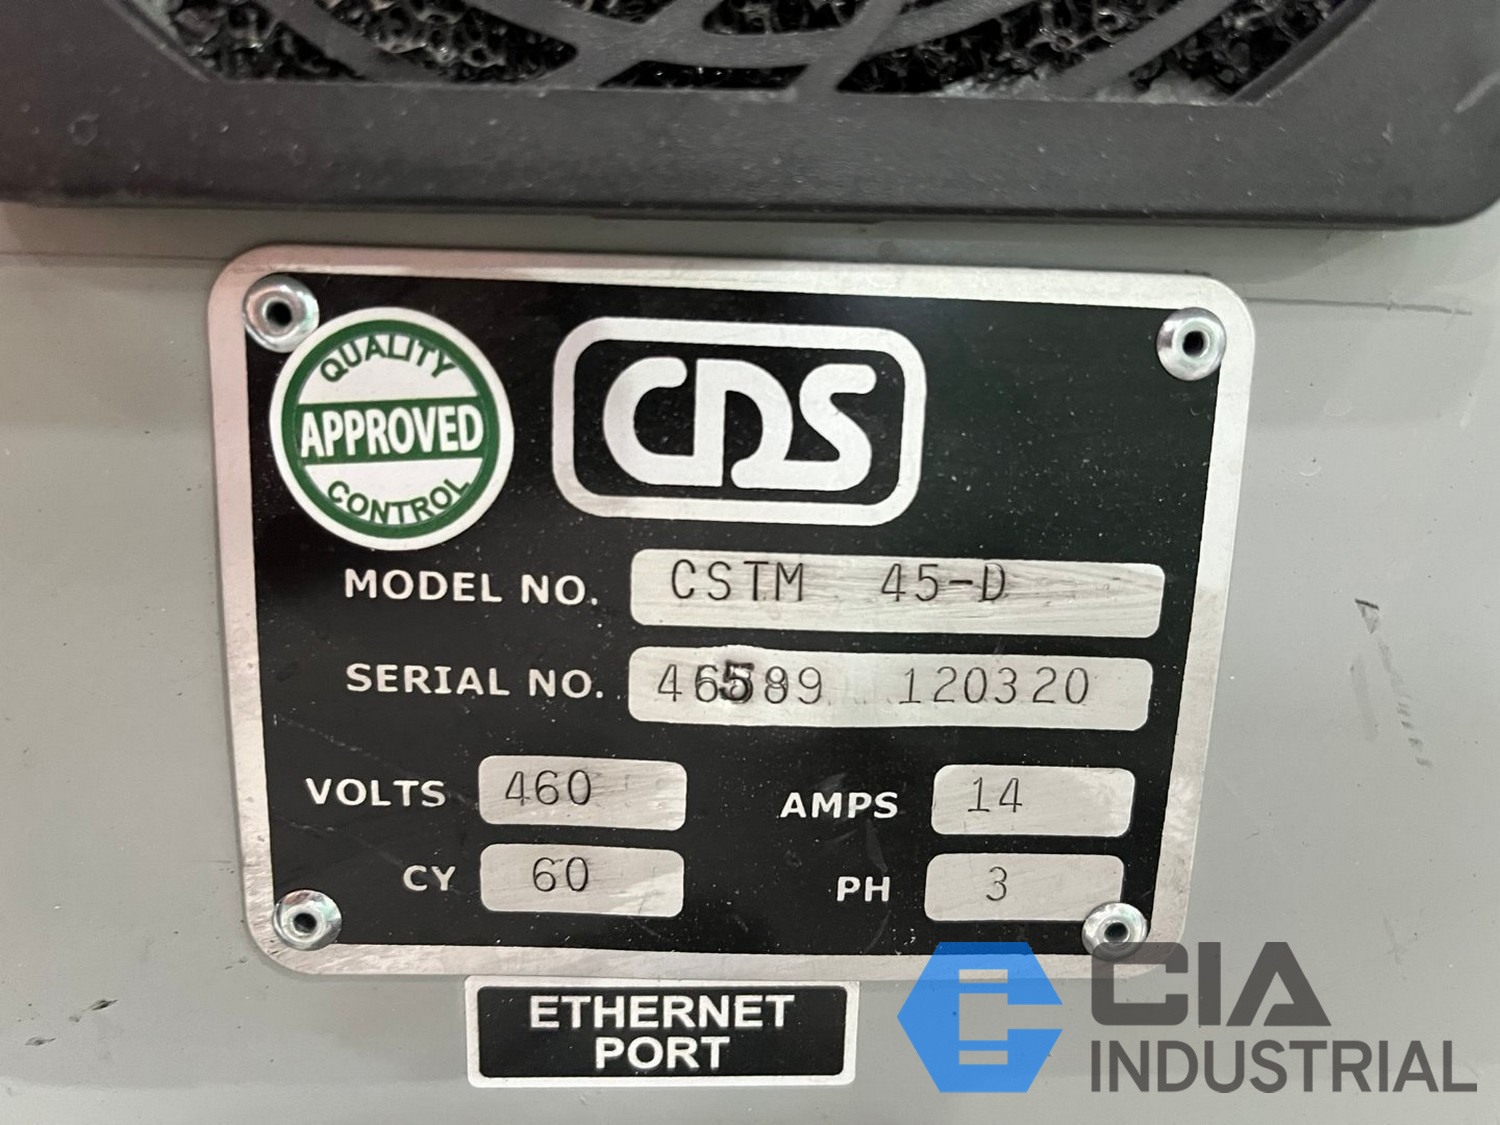 QUALITY
APPROVED
CONTROL
CDS
MODEL NO. CSTM 45-D
SERIAL NO. 46589 120320
VOLTS 460
AMPS 14
CY 60
PH 3
ETHERNET
PORT
CIA
INDUSTRIAL